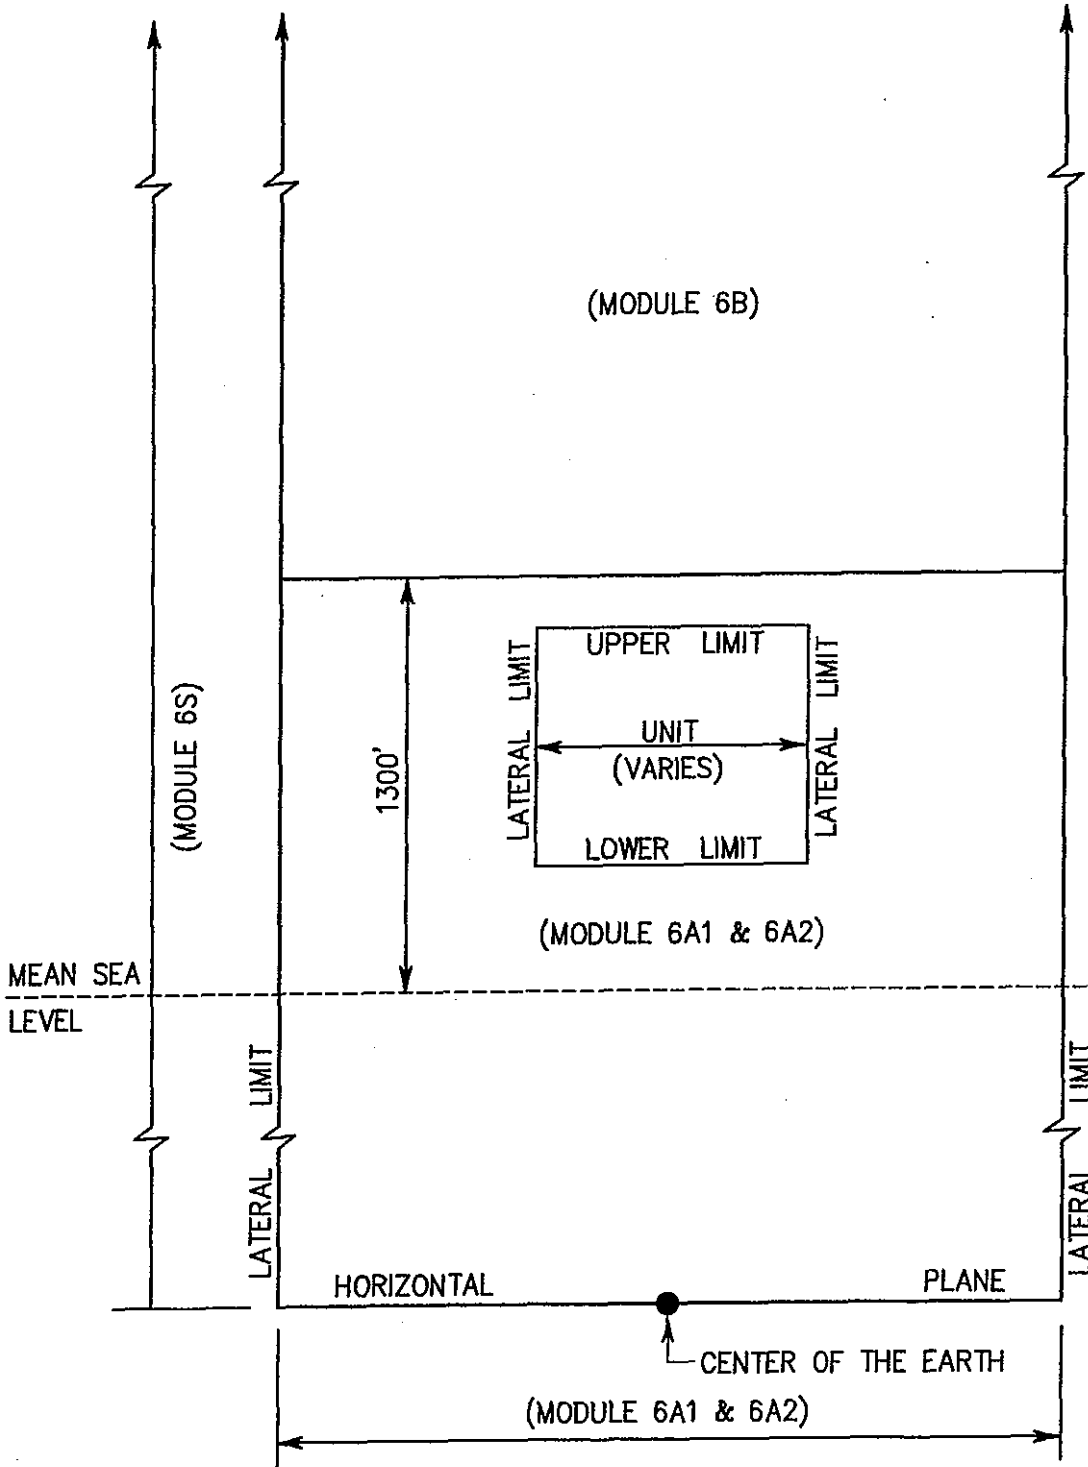 (MODULE 6B)
UPPER LIMIT
LATERAL LIMIT
LATERAL LIMIT
UNIT
(VARIES)
LOWER LIMIT
(MODULE 6S)
1300'
(MODULE 6A1 & 6A2)
MEAN SEA
LEVEL
LATERAL LIMIT
LATERAL LIMIT
HORIZONTAL PLANE
CENTER OF THE EARTH
(MODULE 6A1 & 6A2)